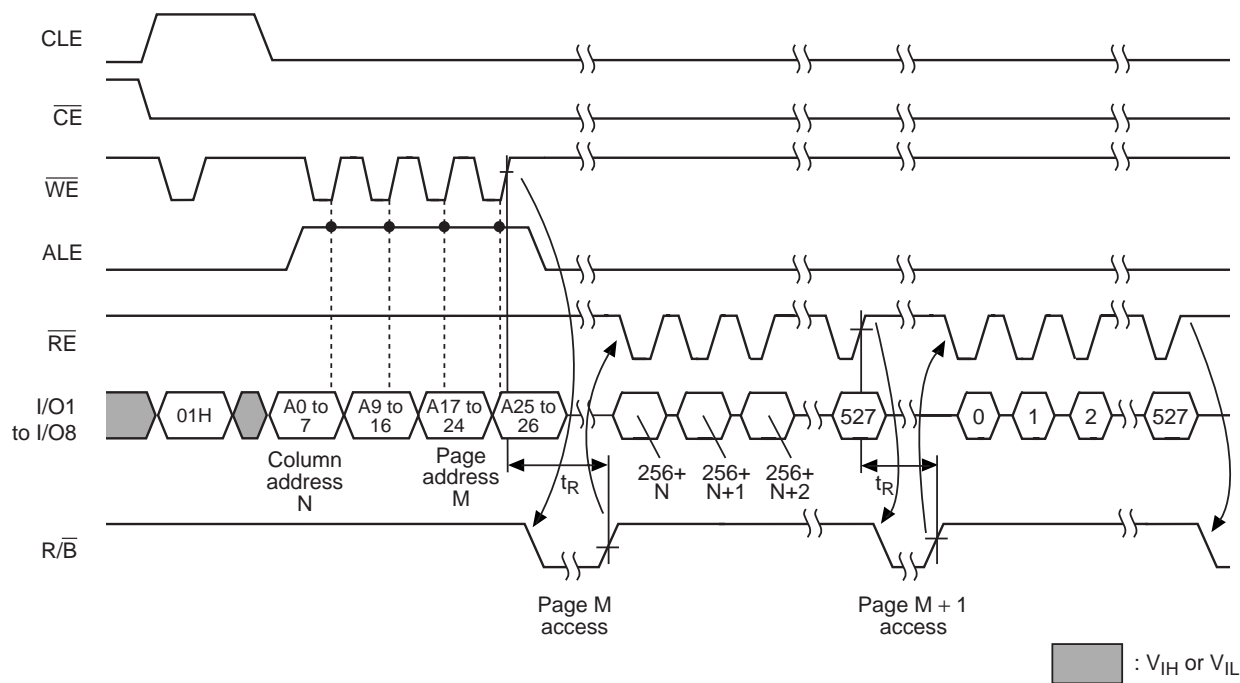 CLE
CE
WE
ALE
RE
I/O1
to I/O8
01H
A0 to
7
A9 to
16
A17 to
24
A25 to
26
527
0
1
2
527
Column
address
N
Page
address
M
tR
256+
N
256+
N+1
256+
N+2
tR
R/B
Page M
access
Page M + 1
access
: VIH or VIL